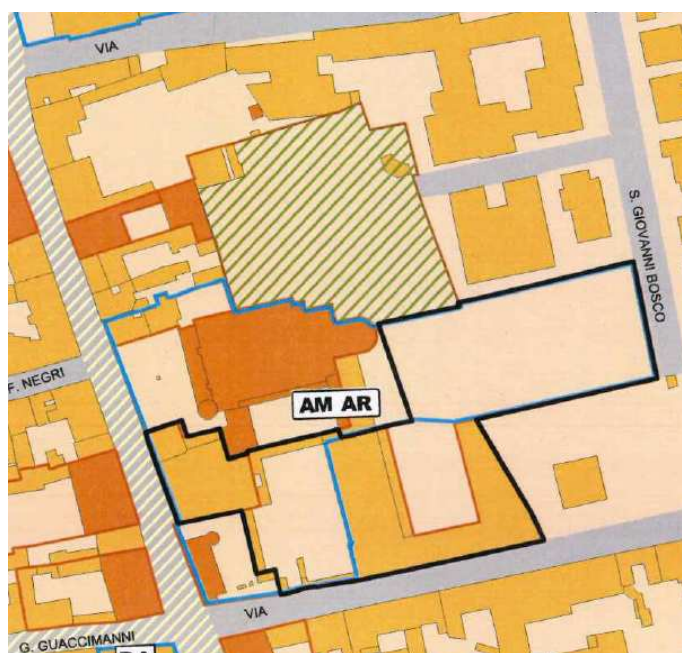 VIA
S. GIOVANNI BOSCO
F. NEGRI
AM AR
VIA
G. GUACCIMANNI